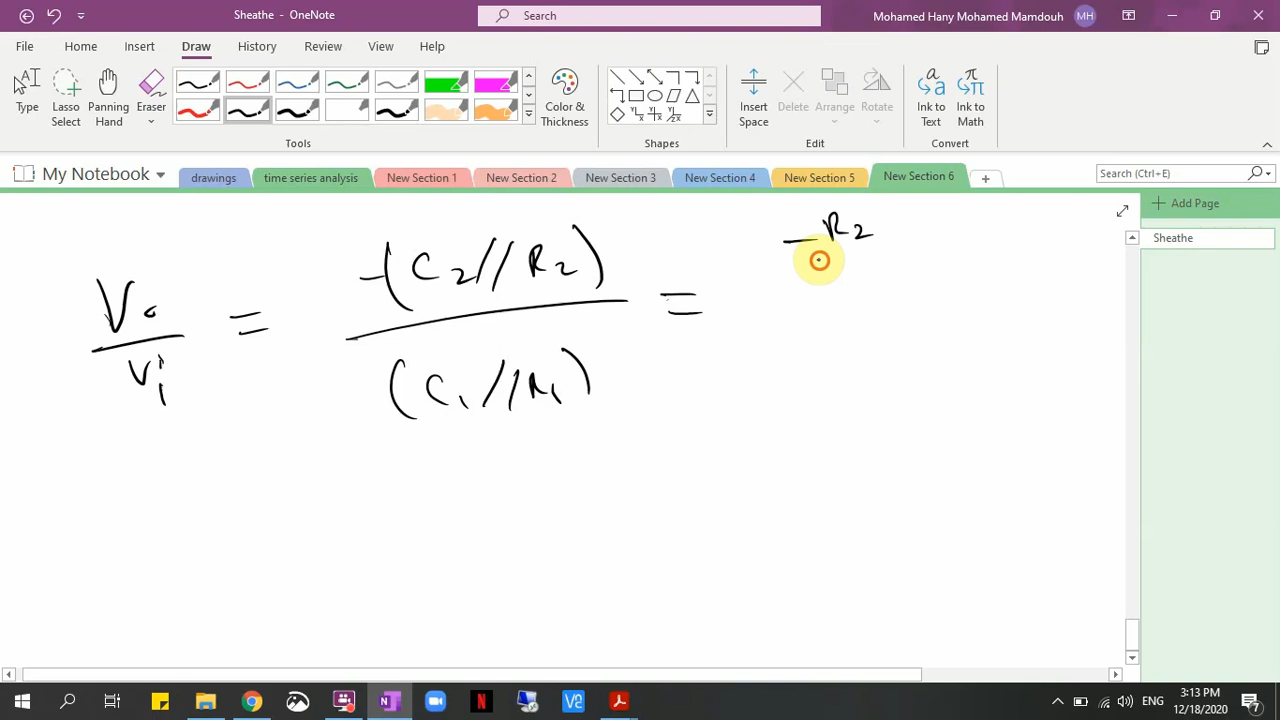 Sheathe - OneNote
Search
Mohamed Hany Mohamed Mamdouh
MH
File Home Insert Draw History Review View Help
Type
Lasso Select
Panning Hand
Eraser
Color & Thickness
Insert Space
Delete
Arrange
Rotate
Ink to Text
Ink to Math
Tools
Shapes
Edit
Convert
My Notebook
drawings
time series analysis
New Section 1
New Section 2
New Section 3
New Section 4
New Section 5
New Section 6
Search (Ctrl+E)
Add Page
Sheathe
-R2
-(C2//R2)
Vo = =
Vi
(C1//R1)
ENG
3:13 PM
12/18/2020
7